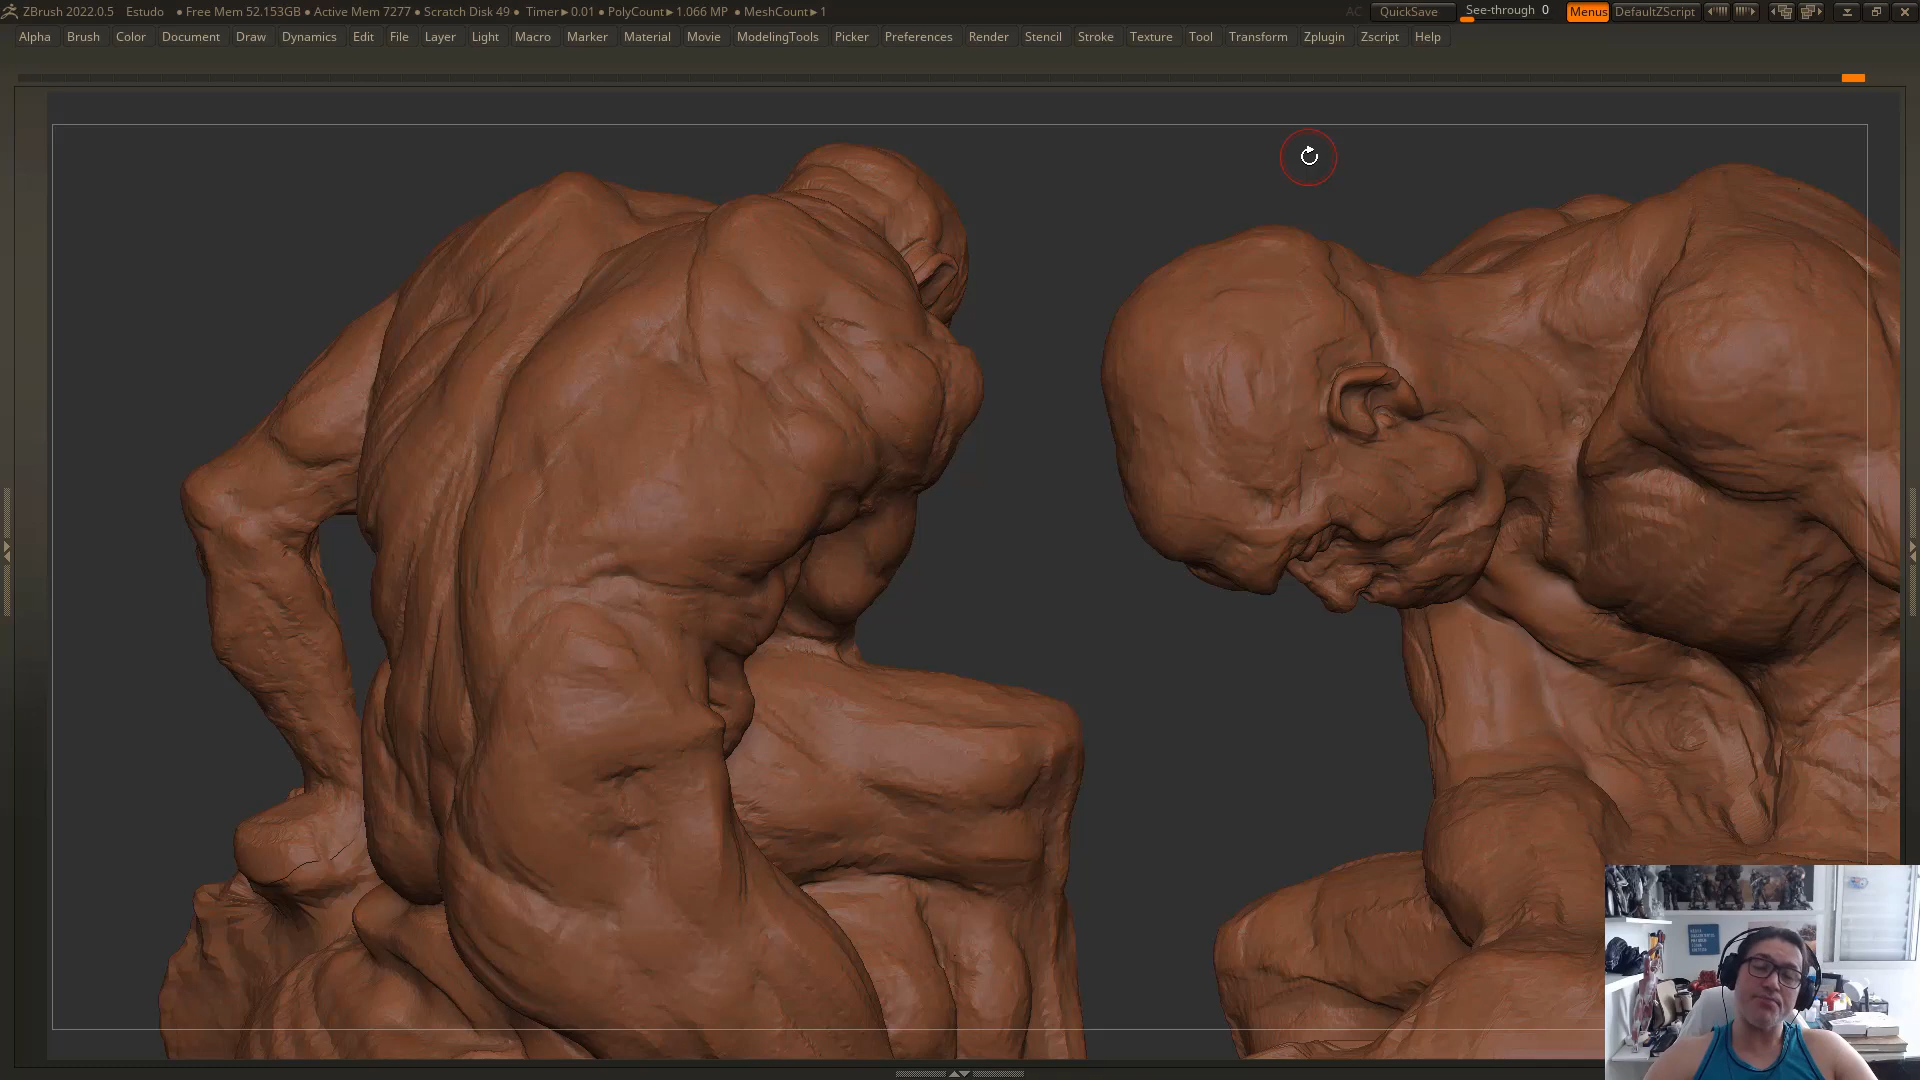 ZBrush 2022.0.5 Estudo • Free Mem 52.153GB • Active Mem 7277 • Scratch Disk 49 • Timer►0.01 • PolyCount►1.066 MP • MeshCount►1 AC QuickSave See-through 0 Menus DefaultZScript
Alpha Brush Color Document Draw Dynamics Edit File Layer Light Macro Marker Material Movie ModelingTools Picker Preferences Render Stencil Stroke Texture Tool Transform Zplugin Zscript Help